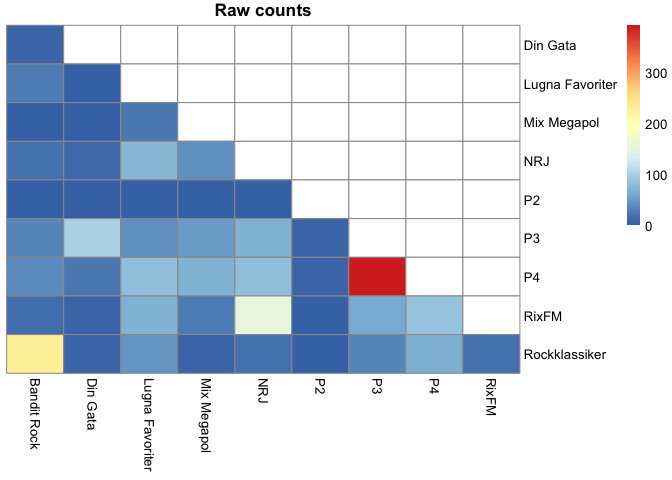 Raw counts
Din Gata
Lugna Favoriter
Mix Megapol
NRJ
P2
P3
P4
RixFM
Rockklassiker
300
200
100
0
Bandit Rock
Din Gata
Lugna Favoriter
Mix Megapol
NRJ
P2
P3
P4
RixFM